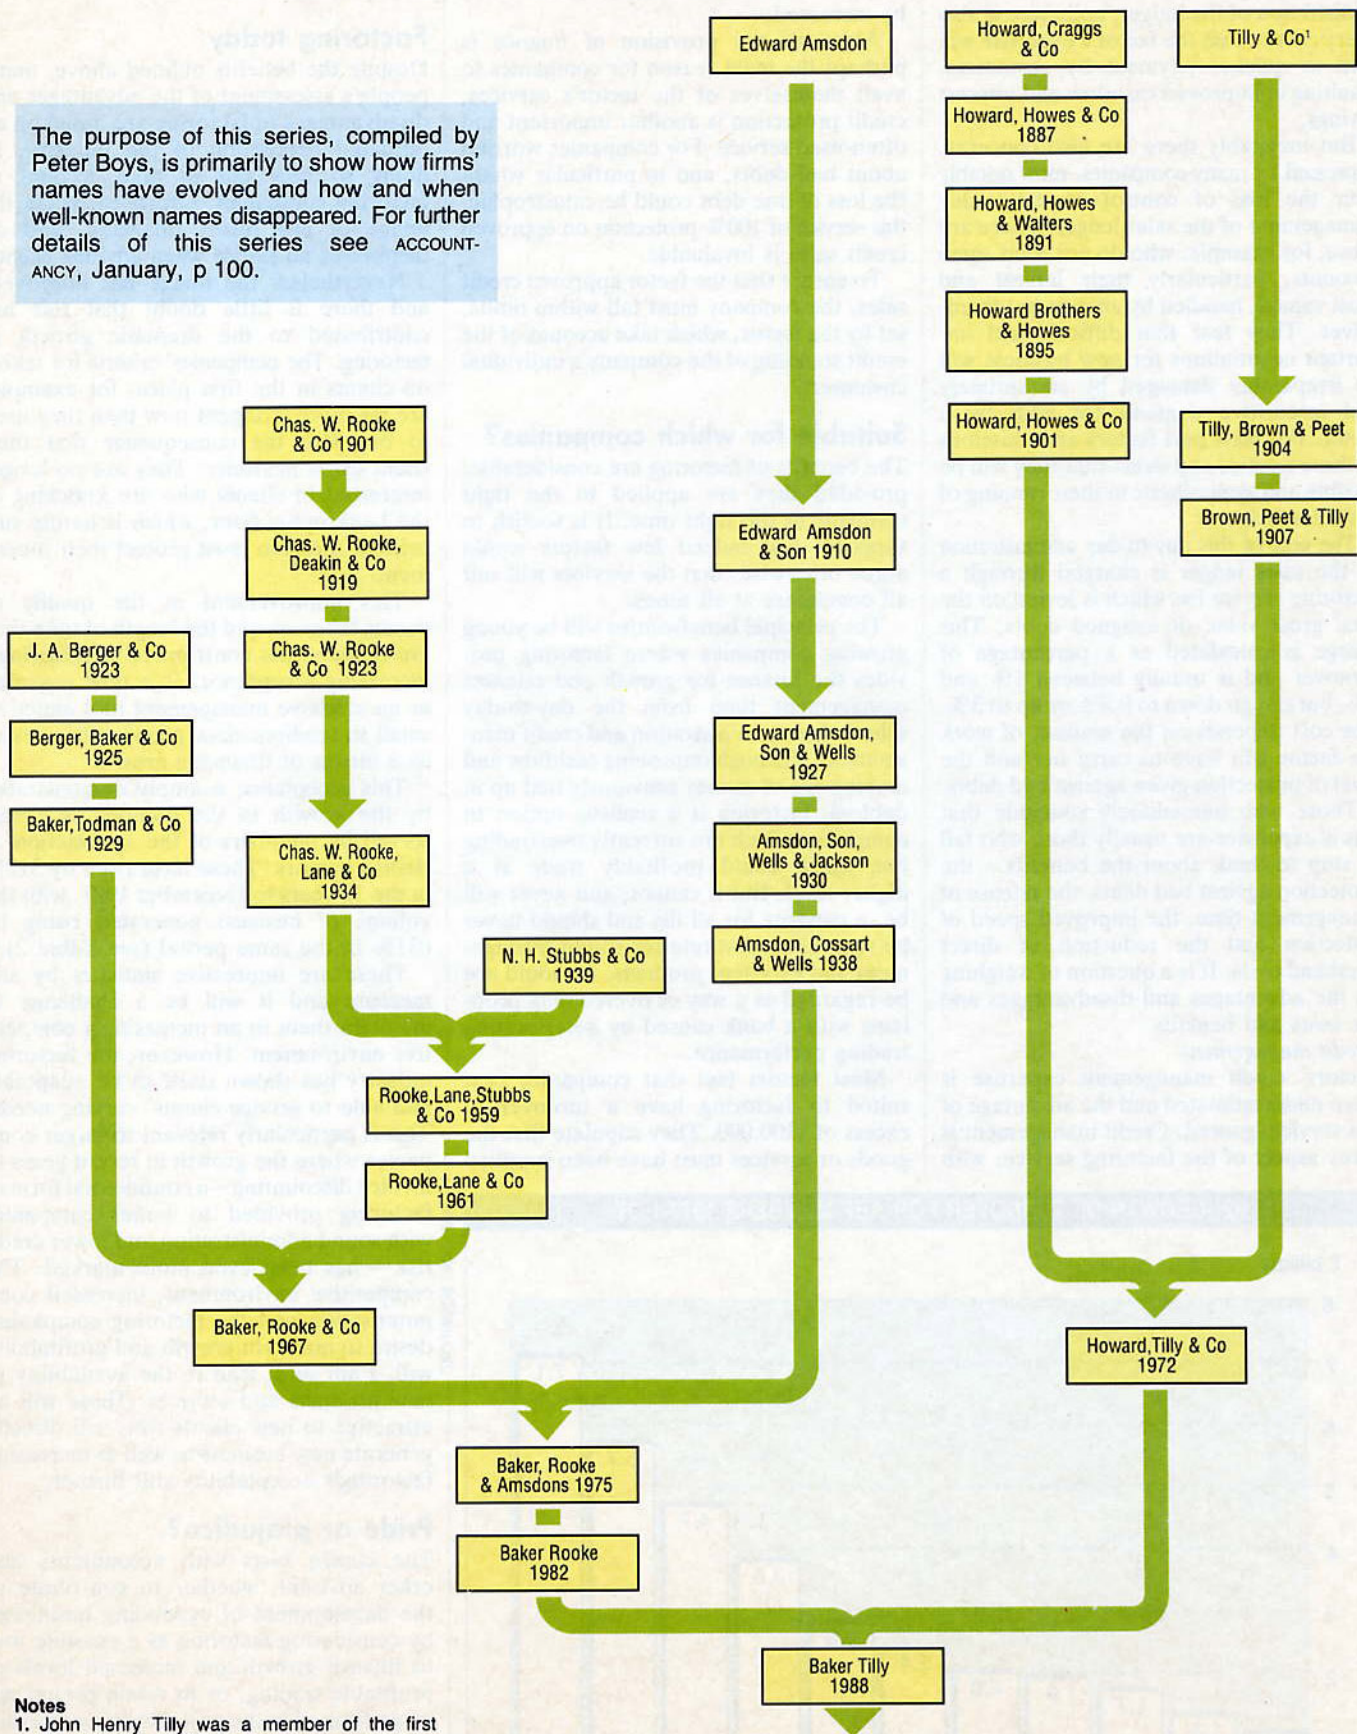 The purpose of this series, compiled by
Peter Boys, is primarily to show how firms'
names have evolved and how and when
well-known names disappeared. For further
details of this series see ACCOUNT-
ANCY, January, p 100.
Edward Amsdon
Howard, Craggs
& Co
Tilly & Co¹
Howard, Howes & Co
1887
Howard, Howes
& Walters
1891
Howard Brothers
& Howes
1895
Chas. W. Rooke
& Co 1901
Howard, Howes & Co
1901
Tilly, Brown & Peet
1904
Brown, Peet & Tilly
1907
Chas. W. Rooke,
Deakin & Co
1919
Edward Amsdon
& Son 1910
J. A. Berger & Co
1923
Chas. W. Rooke
& Co 1923
Berger, Baker & Co
1925
Edward Amsdon,
Son & Wells
1927
Baker,Todman & Co
1929
Chas. W. Rooke,
Lane & Co
1934
Amsdon, Son,
Wells & Jackson
1930
N. H. Stubbs & Co
1939
Amsdon, Cossart
& Wells 1938
Rooke,Lane,Stubbs
& Co 1959
Rooke,Lane & Co
1961
Baker, Rooke & Co
1967
Howard,Tilly & Co
1972
Baker, Rooke
& Amsdons 1975
Baker Rooke
1982
Baker Tilly
1988
Notes
1. John Henry Tilly was a member of the first